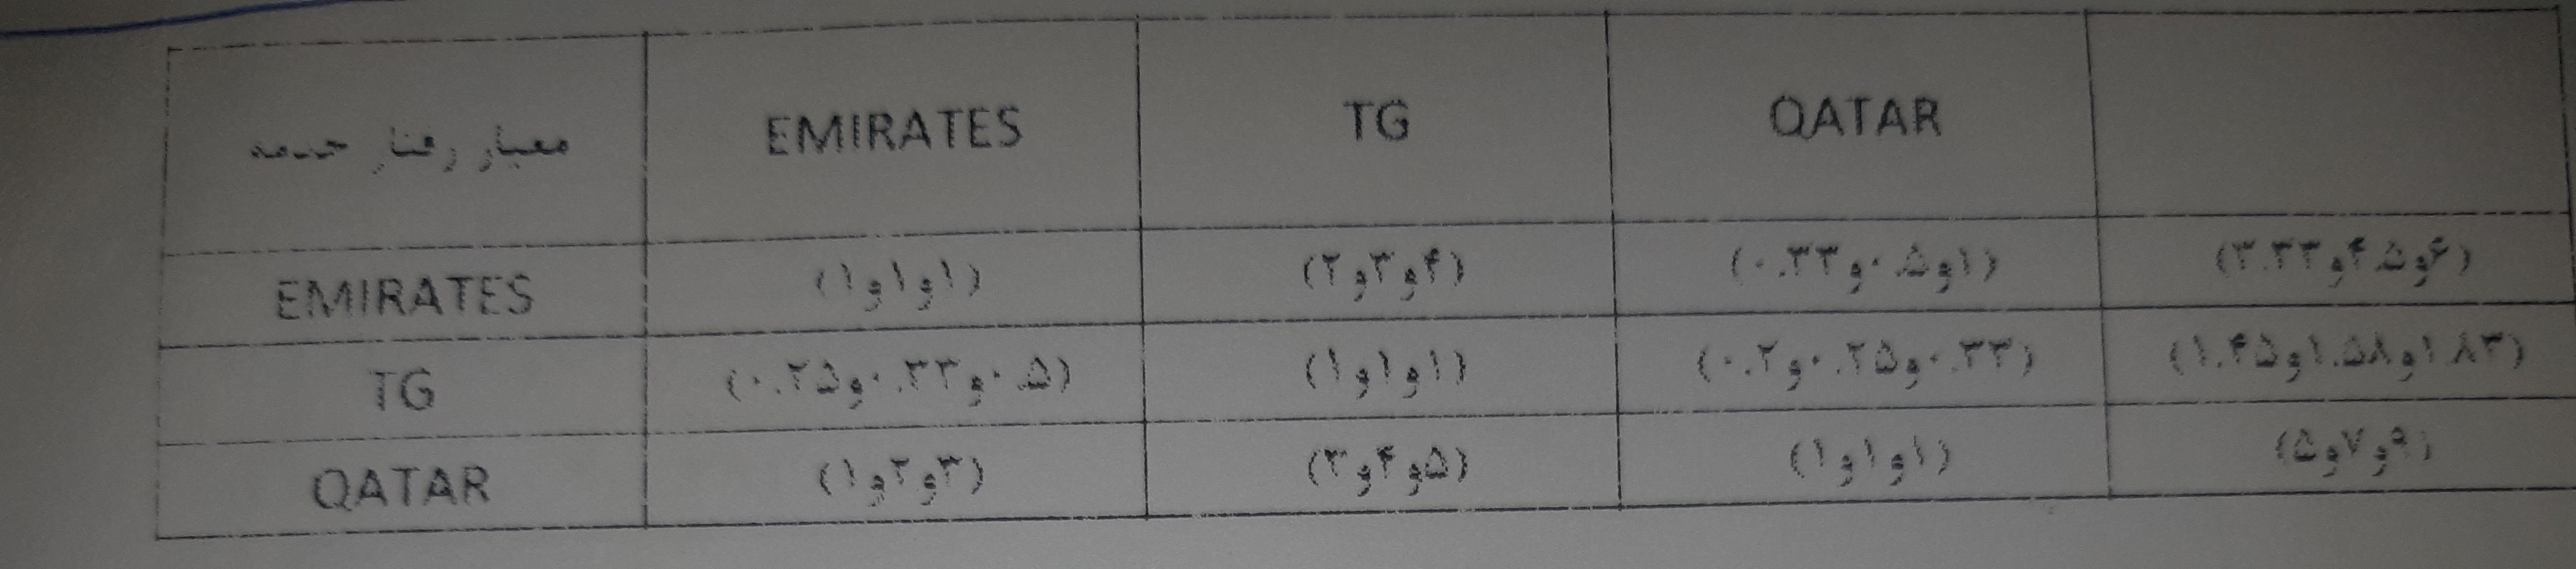 معیار رفتار خدمه EMIRATES TG QATAR
EMIRATES (۱و۱و۱) (۲و۳و۴) (۰.۳۳و۰.۵و۱) (۳.۳۳و۴.۵و۶)
TG (۰.۲۵و۰.۳۳و۰.۵) (۱و۱و۱) (۰.۲و۰.۲۵و۰.۳۳) (۱.۴۵و۱.۵۸و۱.۸۳)
QATAR (۱و۲و۳) (۳و۴و۵) (۱و۱و۱) (۵و۷و۹)